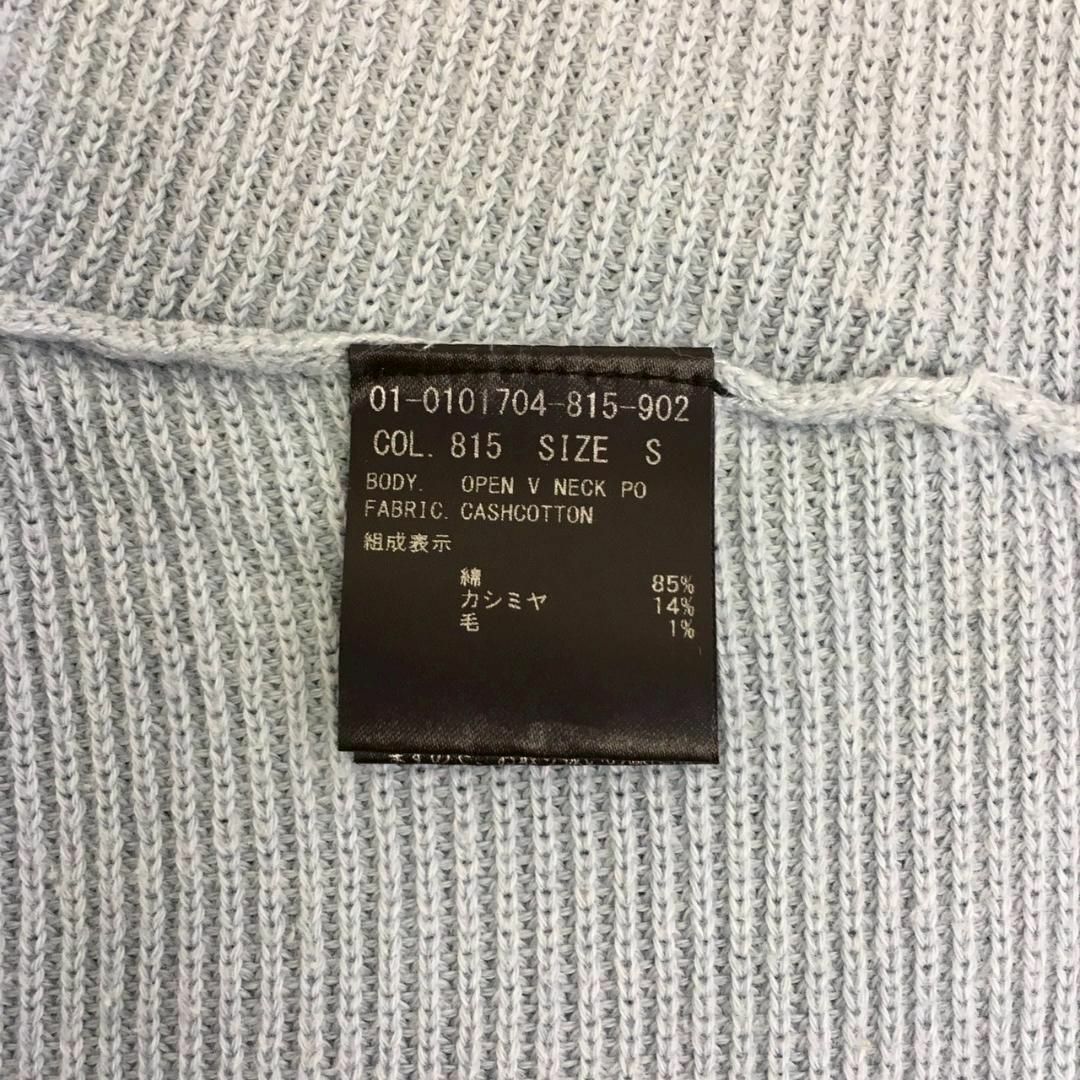 01-0101704-815-902
COL. 815 SIZE S
BODY. OPEN V NECK PO
FABRIC. CASHCOTTON
組成表示
綿 85%
カシミヤ 14%
毛 1%